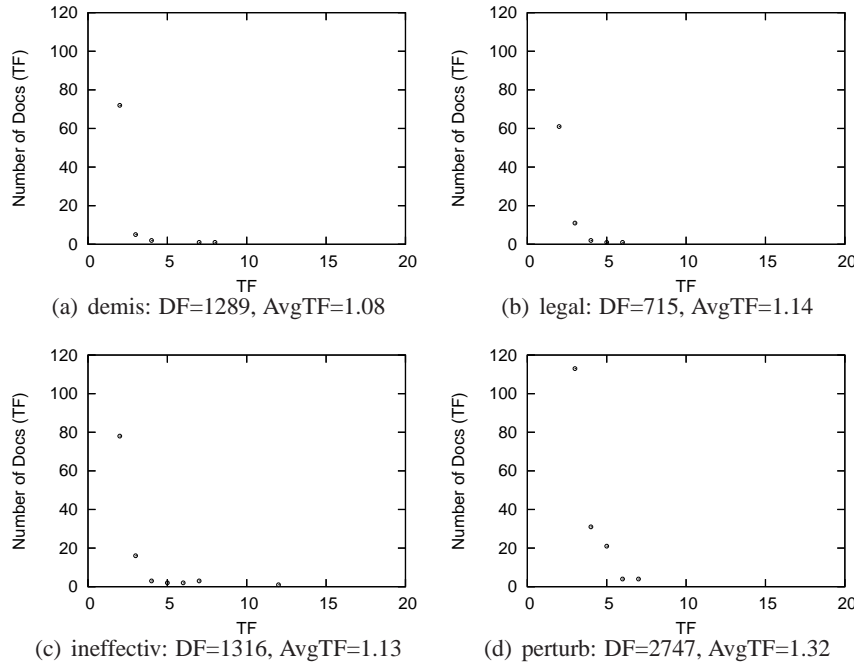 120
100
80
60
40
20
0
Number of Docs (TF)
0 5 10 15 20
TF
(a) demis: DF=1289, AvgTF=1.08
120
100
80
60
40
20
0
Number of Docs (TF)
0 5 10 15 20
TF
(b) legal: DF=715, AvgTF=1.14
120
100
80
60
40
20
0
Number of Docs (TF)
0 5 10 15 20
TF
(c) ineffectiv: DF=1316, AvgTF=1.13
120
100
80
60
40
20
0
Number of Docs (TF)
0 5 10 15 20
TF
(d) perturb: DF=2747, AvgTF=1.32